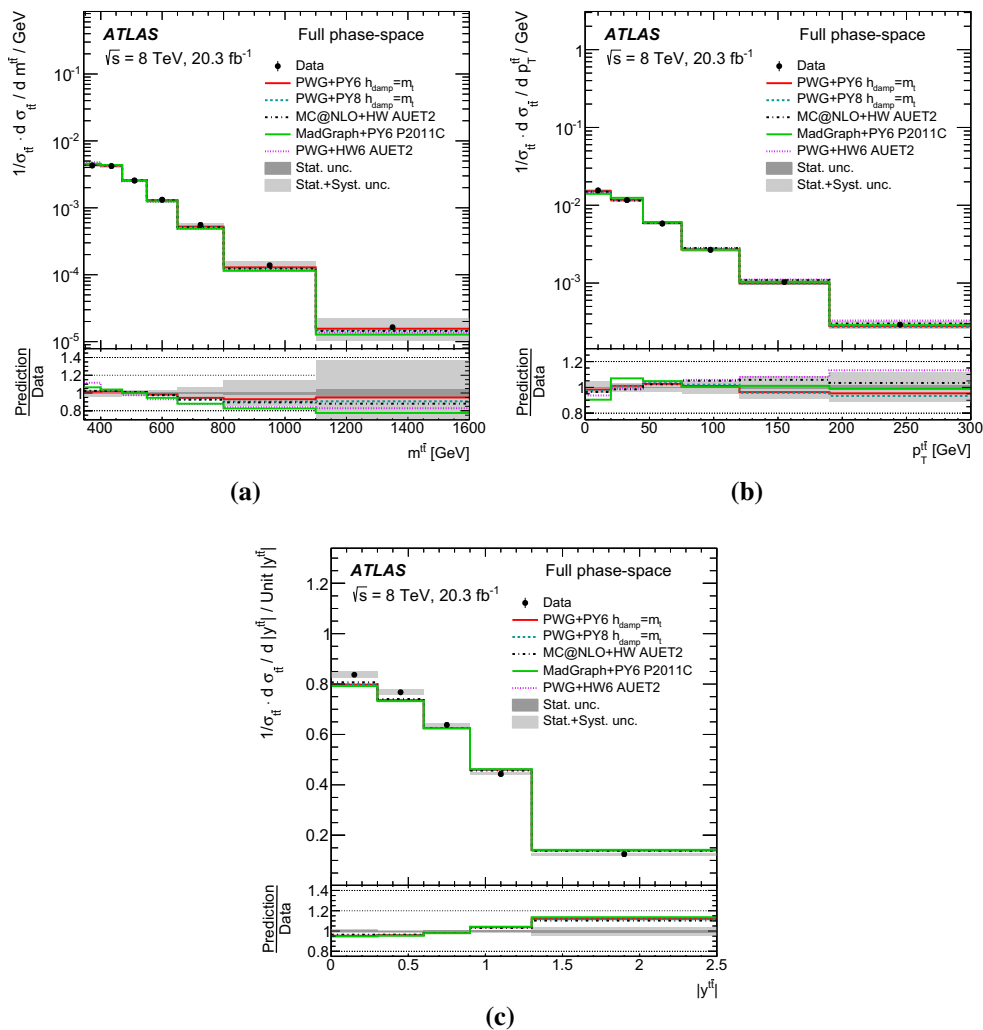 ATLAS Full phase-space
√s = 8 TeV, 20.3 fb⁻¹
Data
PWG+PY6 h_damp=m_t
PWG+PY8 h_damp=m_t
MC@NLO+HW AUET2
MadGraph+PY6 P2011C
PWG+HW6 AUET2
Stat. unc.
Stat.+Syst. unc.
1/σ_tt̄ · d σ_tt̄ / d m^tt̄ / GeV
10⁻¹
10⁻²
10⁻³
10⁻⁴
10⁻⁵
Prediction
Data
1.4
1.2
1
0.8
400 600 800 1000 1200 1400 1600
m^tt̄ [GeV]
(a)
ATLAS Full phase-space
√s = 8 TeV, 20.3 fb⁻¹
Data
PWG+PY6 h_damp=m_t
PWG+PY8 h_damp=m_t
MC@NLO+HW AUET2
MadGraph+PY6 P2011C
PWG+HW6 AUET2
Stat. unc.
Stat.+Syst. unc.
1/σ_tt̄ · d σ_tt̄ / d p_T^tt̄ / GeV
1
10⁻¹
10⁻²
10⁻³
Prediction
Data
1.2
1
0.8
0 50 100 150 200 250 300
p_T^tt̄ [GeV]
(b)
ATLAS Full phase-space
√s = 8 TeV, 20.3 fb⁻¹
Data
PWG+PY6 h_damp=m_t
PWG+PY8 h_damp=m_t
MC@NLO+HW AUET2
MadGraph+PY6 P2011C
PWG+HW6 AUET2
Stat. unc.
Stat.+Syst. unc.
1/σ_tt̄ · d σ_tt̄ / d |y^tt̄| / Unit |y^tt̄|
1.2
1
0.8
0.6
0.4
0.2
Prediction
Data
1.4
1.2
1
0.8
0 0.5 1 1.5 2 2.5
|y^tt̄|
(c)